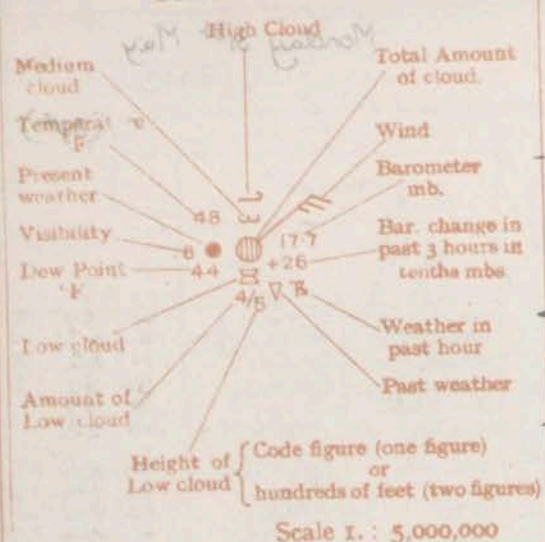 High Cloud
Medium
cloud
Total Amount
of cloud.
Temperat e
°F
Wind
Present
weather
Barometer
mb.
48
Visibility
6
17.7
Bar. change in
past 3 hours in
tenths mbs.
Dew Point
°F
44
+26
4/5
Low cloud
Weather in
past hour
Amount of
Low cloud
Past weather
Height of
Low cloud
Code figure (one figure)
or
hundreds of feet (two figures)
Scale 1. : 5,000,000